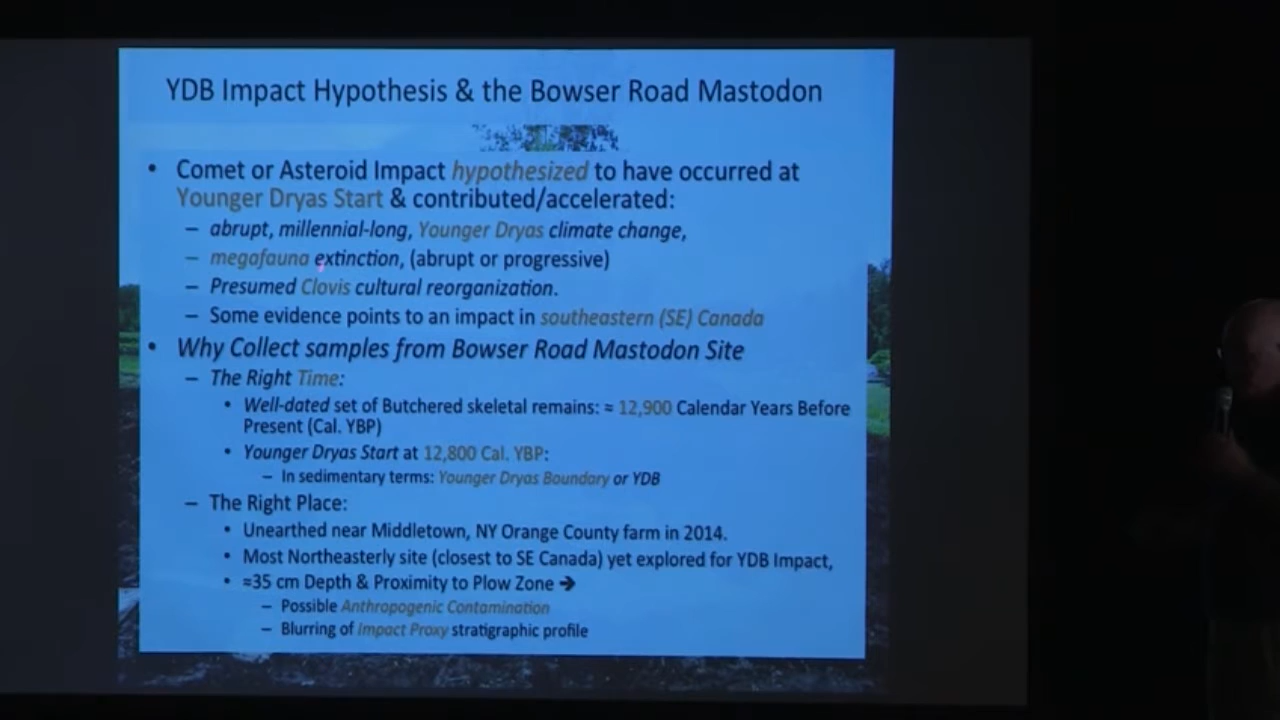 YDB Impact Hypothesis & the Bowser Road Mastodon
• Comet or Asteroid Impact hypothesized to have occurred at
Younger Dryas Start & contributed/accelerated:
– abrupt, millennial-long, Younger Dryas climate change,
– megafauna extinction, (abrupt or progressive)
– Presumed Clovis cultural reorganization.
– Some evidence points to an impact in southeastern (SE) Canada
• Why Collect samples from Bowser Road Mastodon Site
– The Right Time:
• Well-dated set of Butchered skeletal remains: ≈ 12,900 Calendar Years Before
Present (Cal. YBP)
• Younger Dryas Start at 12,800 Cal. YBP:
– In sedimentary terms: Younger Dryas Boundary or YDB
– The Right Place:
• Unearthed near Middletown, NY Orange County farm in 2014.
• Most Northeasterly site (closest to SE Canada) yet explored for YDB Impact,
• ≈35 cm Depth & Proximity to Plow Zone ➔
– Possible Anthropogenic Contamination
– Blurring of Impact Proxy stratigraphic profile